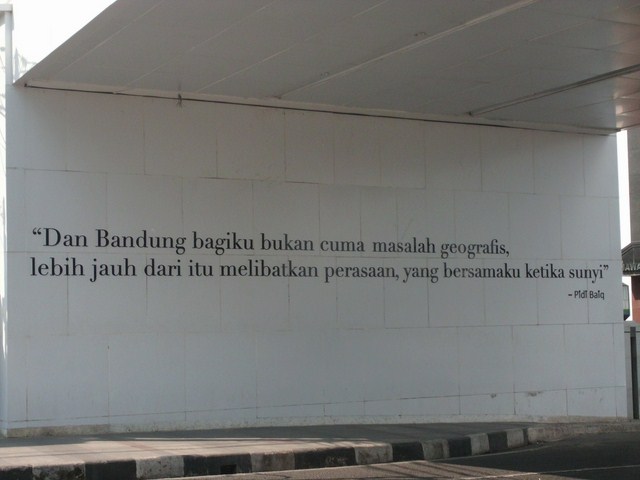 “Dan Bandung bagiku bukan cuma masalah geografis,
lebih jauh dari itu melibatkan perasaan, yang bersamaku ketika sunyi”
– Pidi Baiq